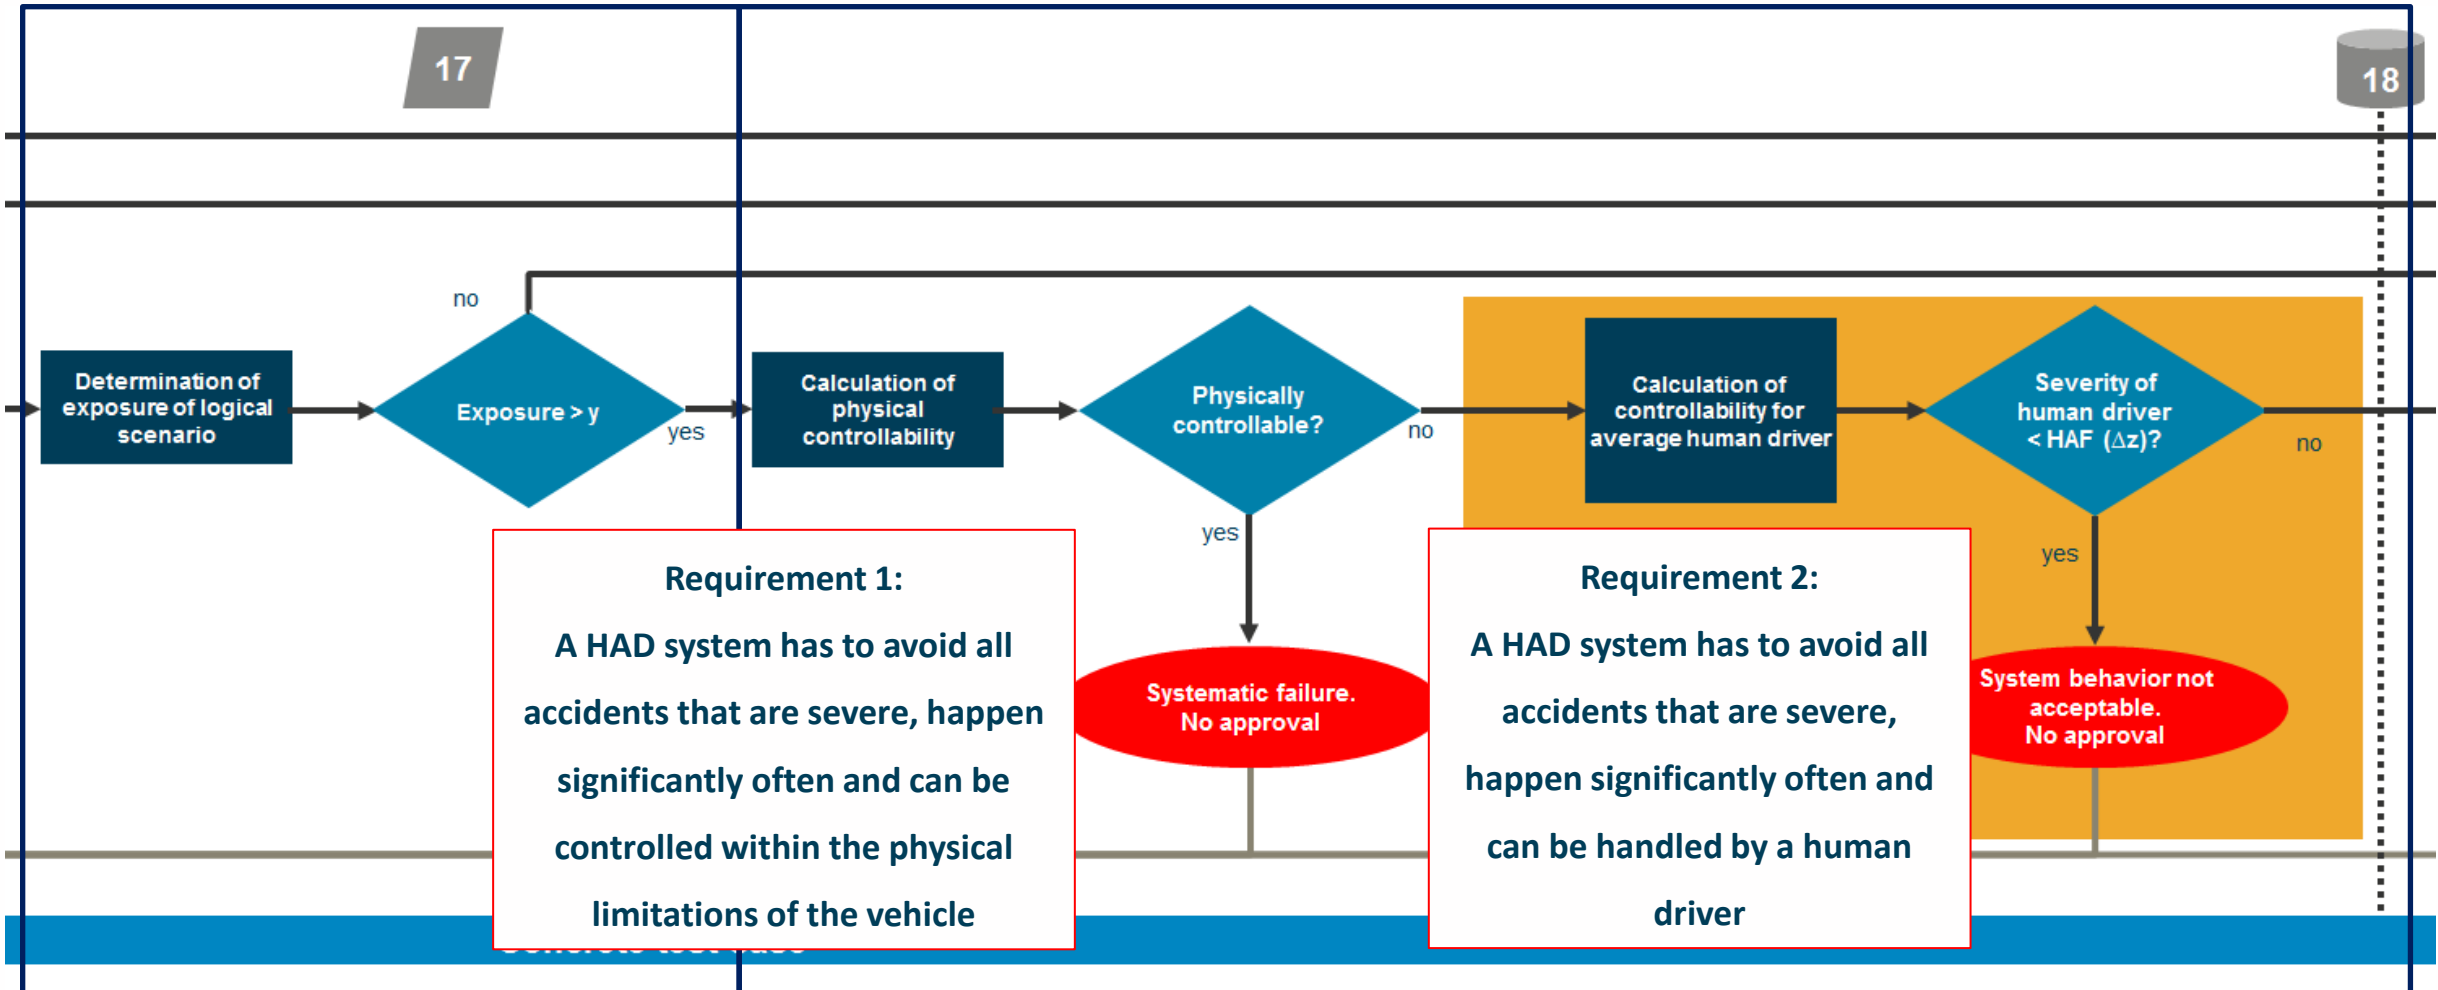 17
18
no
Determination of
exposure of logical
scenario
Exposure > y
yes
Calculation of
physical
controllability
Physically
controllable?
no
yes
Calculation of
controllability for
average human driver
Severity of
human driver
< HAF (Δz)?
no
yes
Requirement 1:
A HAD system has to avoid all
accidents that are severe, happen
significantly often and can be
controlled within the physical
limitations of the vehicle
Systematic failure.
No approval
Requirement 2:
A HAD system has to avoid all
accidents that are severe,
happen significantly often and
can be handled by a human
driver
System behavior not
acceptable.
No approval